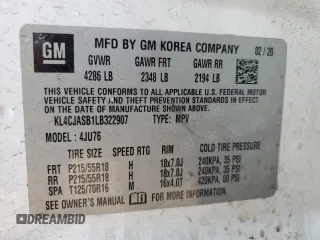 GM
MFD BY GM KOREA COMPANY 02 / 20
GVWR GAWR FRT GAWR RR
4286 LB 2348 LB 2194 LB
THIS VEHICLE CONFORMS TO ALL APPLICABLE U.S.
FEDERAL MOTOR VEHICLE SAFETY, BUMPER, AND
THEFT PREVENTION STANDARDS IN EFFECT ON THE
DATE OF MANUFACTURE SHOWN ABOVE.
KL4CJASB1LB322907 TYPE: MPV
MODEL: 4JU76
TIRE SIZE SPEED RTG RIM COLD TIRE PRESSURE
FRT P215/55R18 H 18x7.0J 240KPA, 35 PSI
RR P215/55R18 H 18x7.0J 240KPA, 35 PSI
SPA T125/70R16 M 16x4.0T 420KPA, 60 PSI
SEE OWNER'S MANUAL FOR ADDITIONAL INFORMATION
AUTOBIDMASTER
DREAMBID